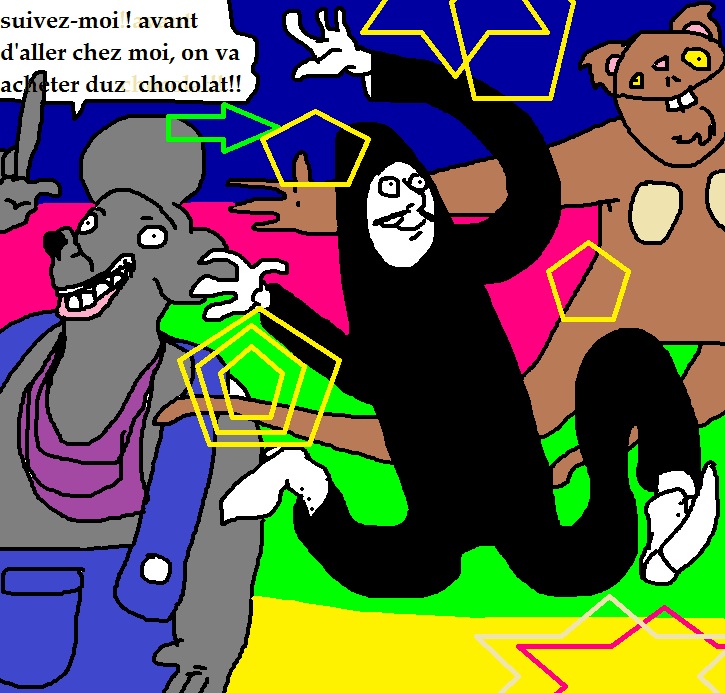 suivez-moi ! avant
d'aller chez moi, on va
acheter duz chocolat!!